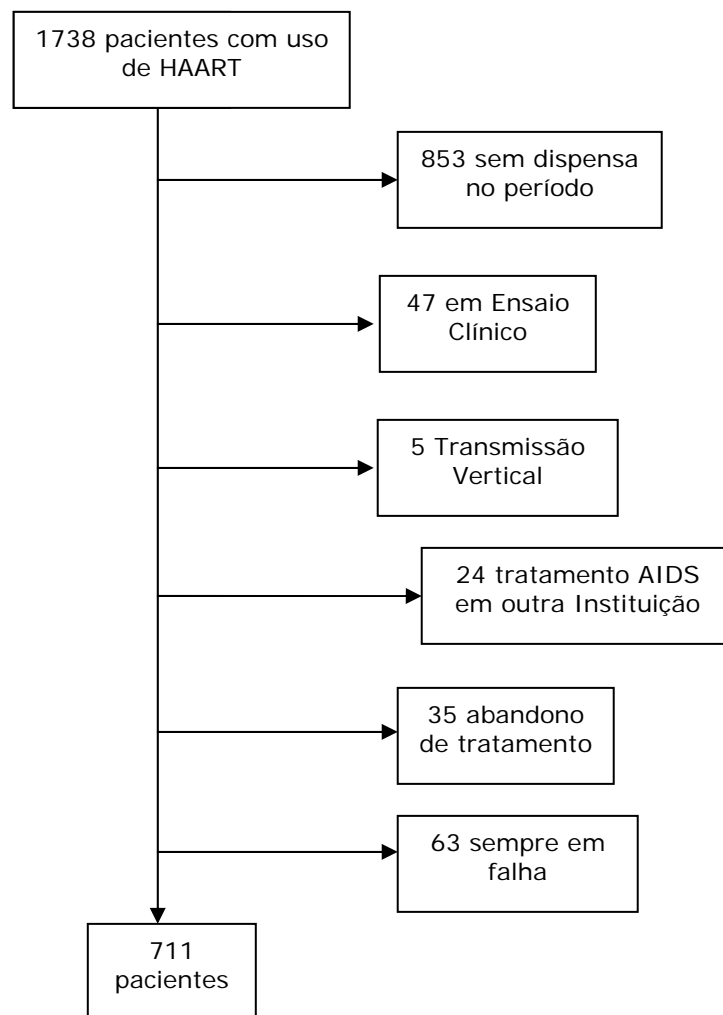 1738 pacientes com uso
de HAART
853 sem dispensa
no período
47 em Ensaio
Clínico
5 Transmissão
Vertical
24 tratamento AIDS
em outra Instituição
35 abandono
de tratamento
63 sempre em
falha
711
pacientes